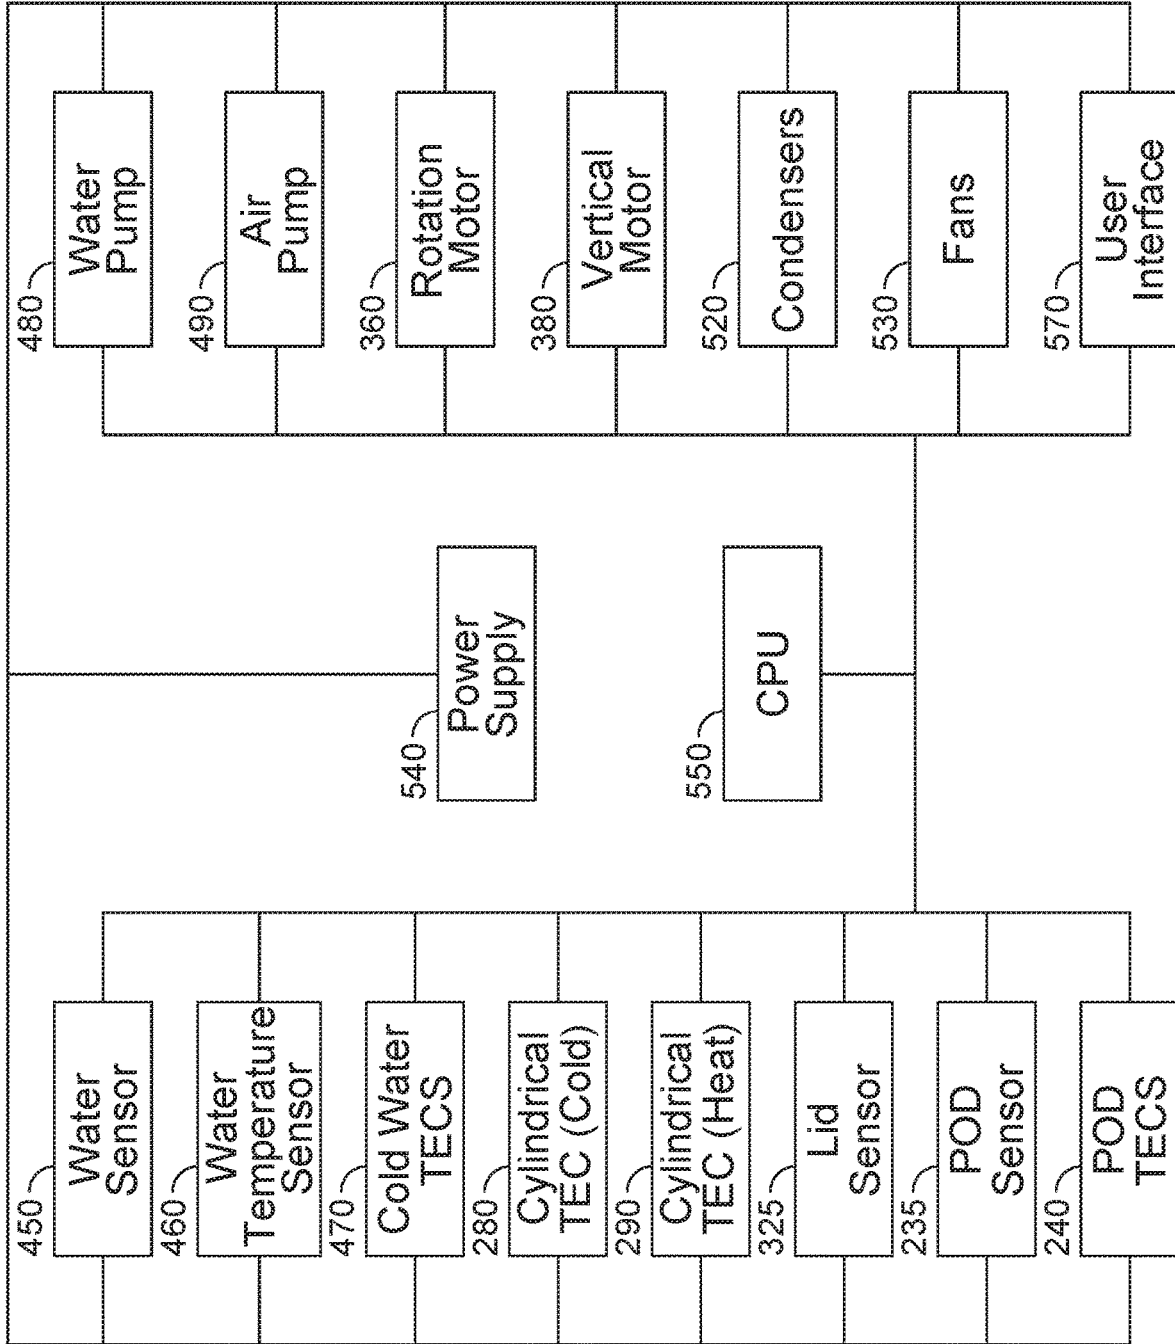 450
Water
Sensor
460
Water
Temperature
Sensor
470
Cold Water
TECS
280
Cylindrical
TEC (Cold)
290
Cylindrical
TEC (Heat)
325
Lid
Sensor
235
POD
Sensor
240
POD
TECS
540
Power
Supply
550
CPU
480
Water
Pump
490
Air
Pump
360
Rotation
Motor
380
Vertical
Motor
520
Condensers
530
Fans
570
User
Interface